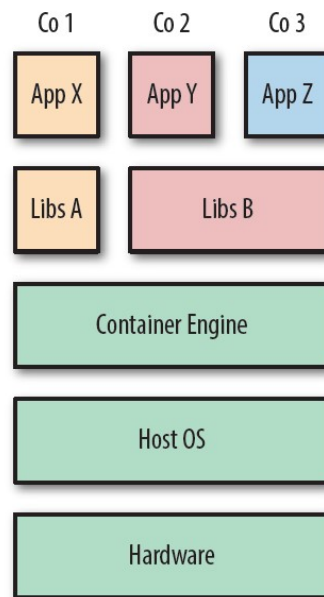 Co 1 Co 2 Co 3
App X App Y App Z
Libs A Libs B
Container Engine
Host OS
Hardware